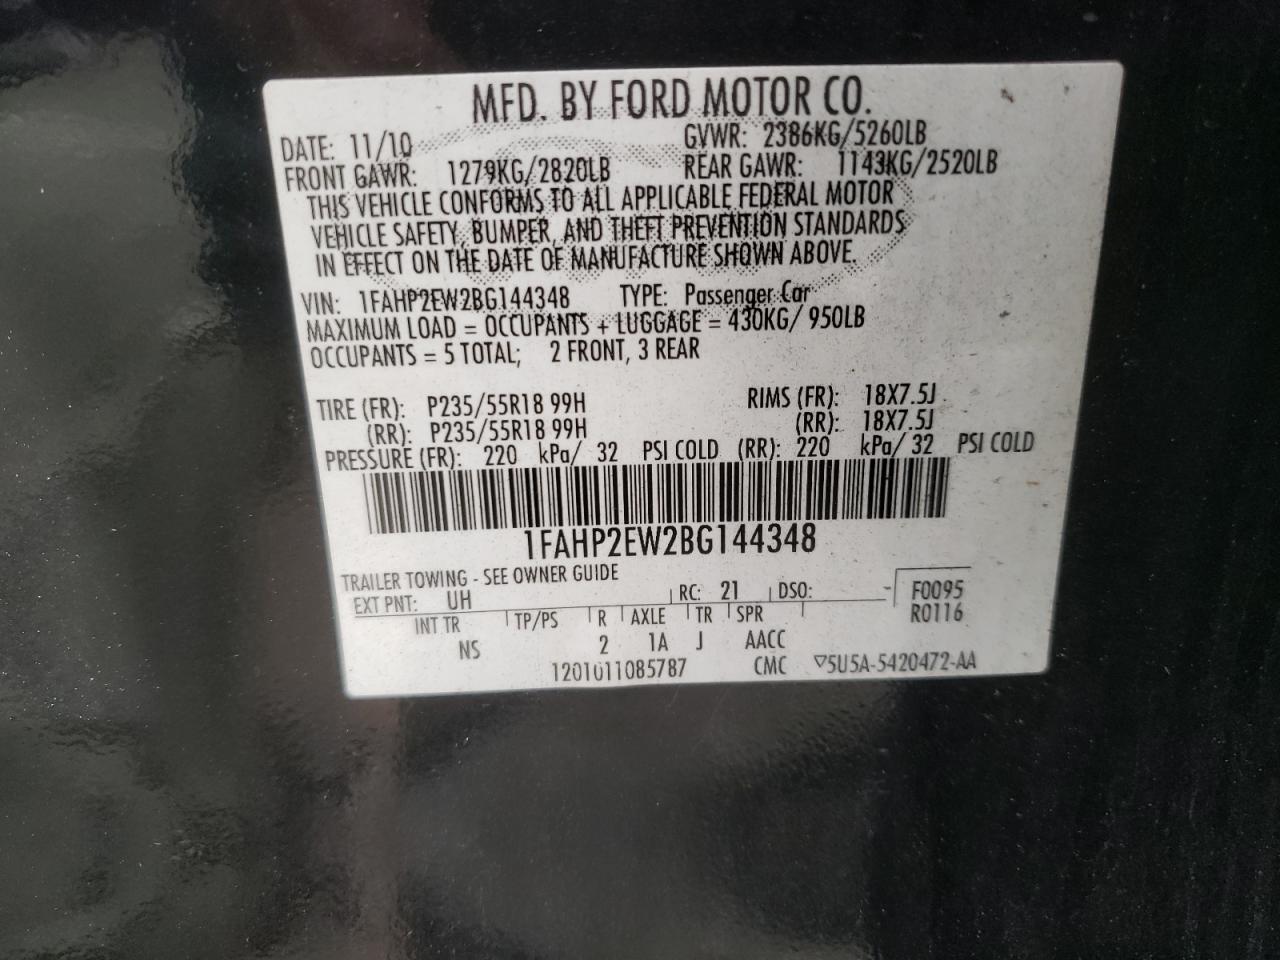 MFD. BY FORD MOTOR CO.
DATE: 11/10 GVWR: 2386KG/5260LB
FRONT GAWR: 1279KG/2820LB REAR GAWR: 1143KG/2520LB
THIS VEHICLE CONFORMS TO ALL APPLICABLE FEDERAL MOTOR
VEHICLE SAFETY, BUMPER, AND THEFT PREVENTION STANDARDS
IN EFFECT ON THE DATE OF MANUFACTURE SHOWN ABOVE.
VIN: 1FAHP2EW2BG144348 TYPE: Passenger Car
MAXIMUM LOAD = OCCUPANTS + LUGGAGE = 430KG/ 950LB
OCCUPANTS = 5 TOTAL; 2 FRONT, 3 REAR
TIRE (FR): P235/55R18 99H RIMS (FR): 18X7.5J
(RR): P235/55R18 99H (RR): 18X7.5J
PRESSURE (FR): 220 kPa/ 32 PSI COLD (RR): 220 kPa/ 32 PSI COLD
1FAHP2EW2BG144348
TRAILER TOWING - SEE OWNER GUIDE
EXT PNT: UH RC: 21 DSO: F0095
INT TR TP/PS R AXLE TR SPR R0116
NS 2 1A J AACC
1201011085787 CMC ▽5U5A-5420472-AA